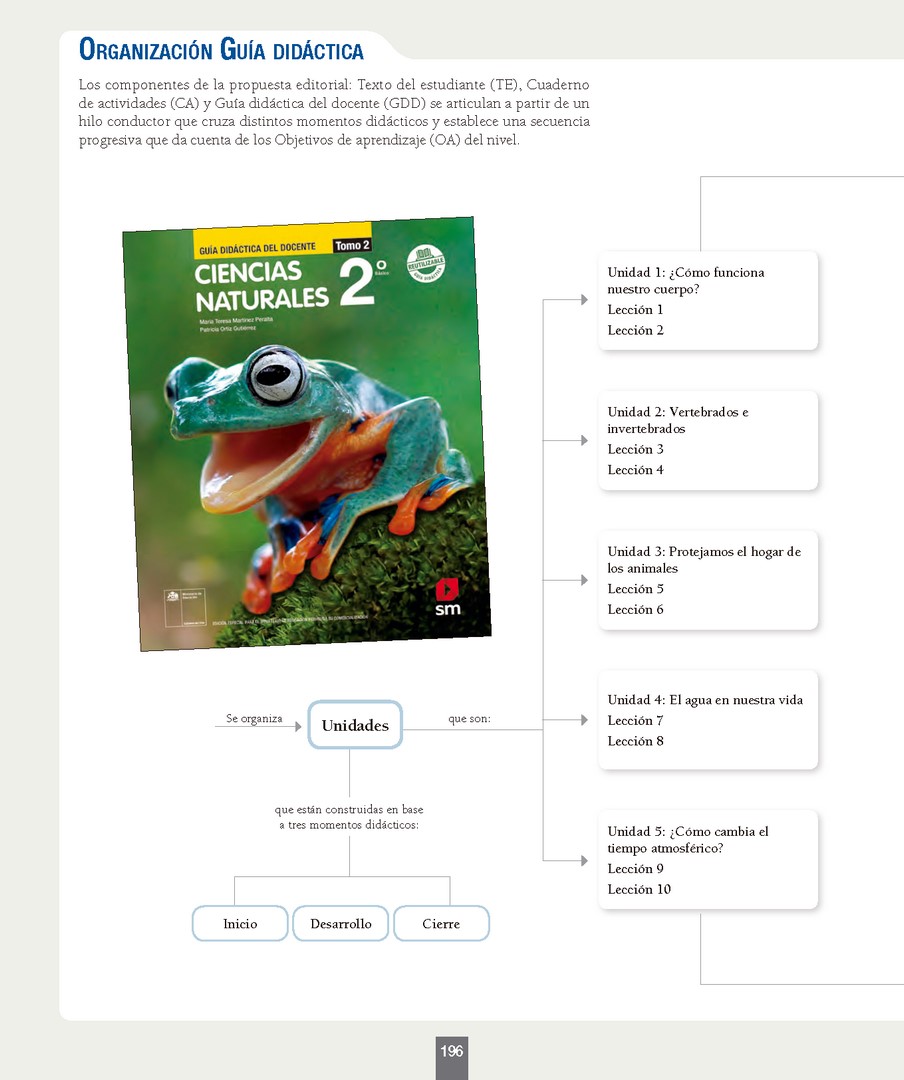 ORGANIZACIÓN GUÍA DIDÁCTICA
Los componentes de la propuesta editorial: Texto del estudiante (TE), Cuaderno
de actividades (CA) y Guía didáctica del docente (GDD) se articulan a partir de un
hilo conductor que cruza distintos momentos didácticos y establece una secuencia
progresiva que da cuenta de los Objetivos de aprendizaje (OA) del nivel.
GUÍA DIDÁCTICA DEL DOCENTE Tomo 2
CIENCIAS
NATURALES 2° Básico
María Teresa Martínez Peralta
Patricia Ortiz Gutiérrez
REUTILIZABLE
GUÍA DIDÁCTICA
Ministerio de
Educación
sm
Unidad 1: ¿Cómo funciona
nuestro cuerpo?
Lección 1
Lección 2
Unidad 2: Vertebrados e
invertebrados
Lección 3
Lección 4
Unidad 3: Protejamos el hogar de
los animales
Lección 5
Lección 6
Unidad 4: El agua en nuestra vida
Lección 7
Lección 8
Unidad 5: ¿Cómo cambia el
tiempo atmosférico?
Lección 9
Lección 10
Se organiza
Unidades
que son:
que están construidas en base
a tres momentos didácticos:
Inicio
Desarrollo
Cierre
196